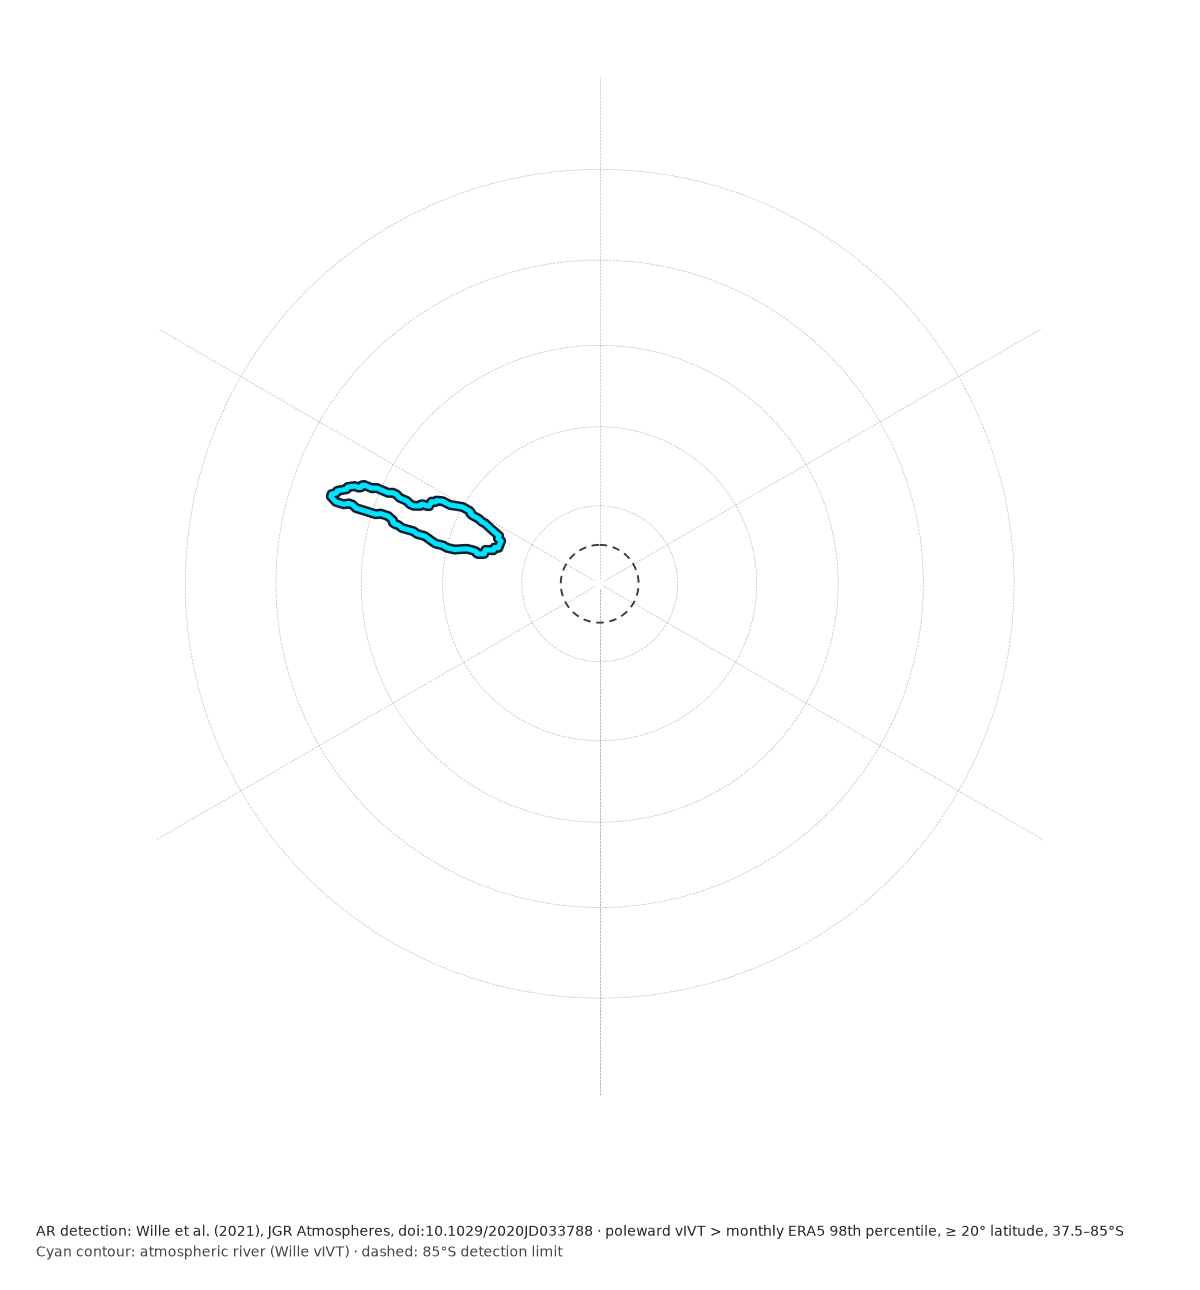 AR detection: Wille et al. (2021), JGR Atmospheres, doi:10.1029/2020JD033788 · poleward vIVT > monthly ERA5 98th percentile, ≥ 20° latitude, 37.5–85°S
Cyan contour: atmospheric river (Wille vIVT) · dashed: 85°S detection limit